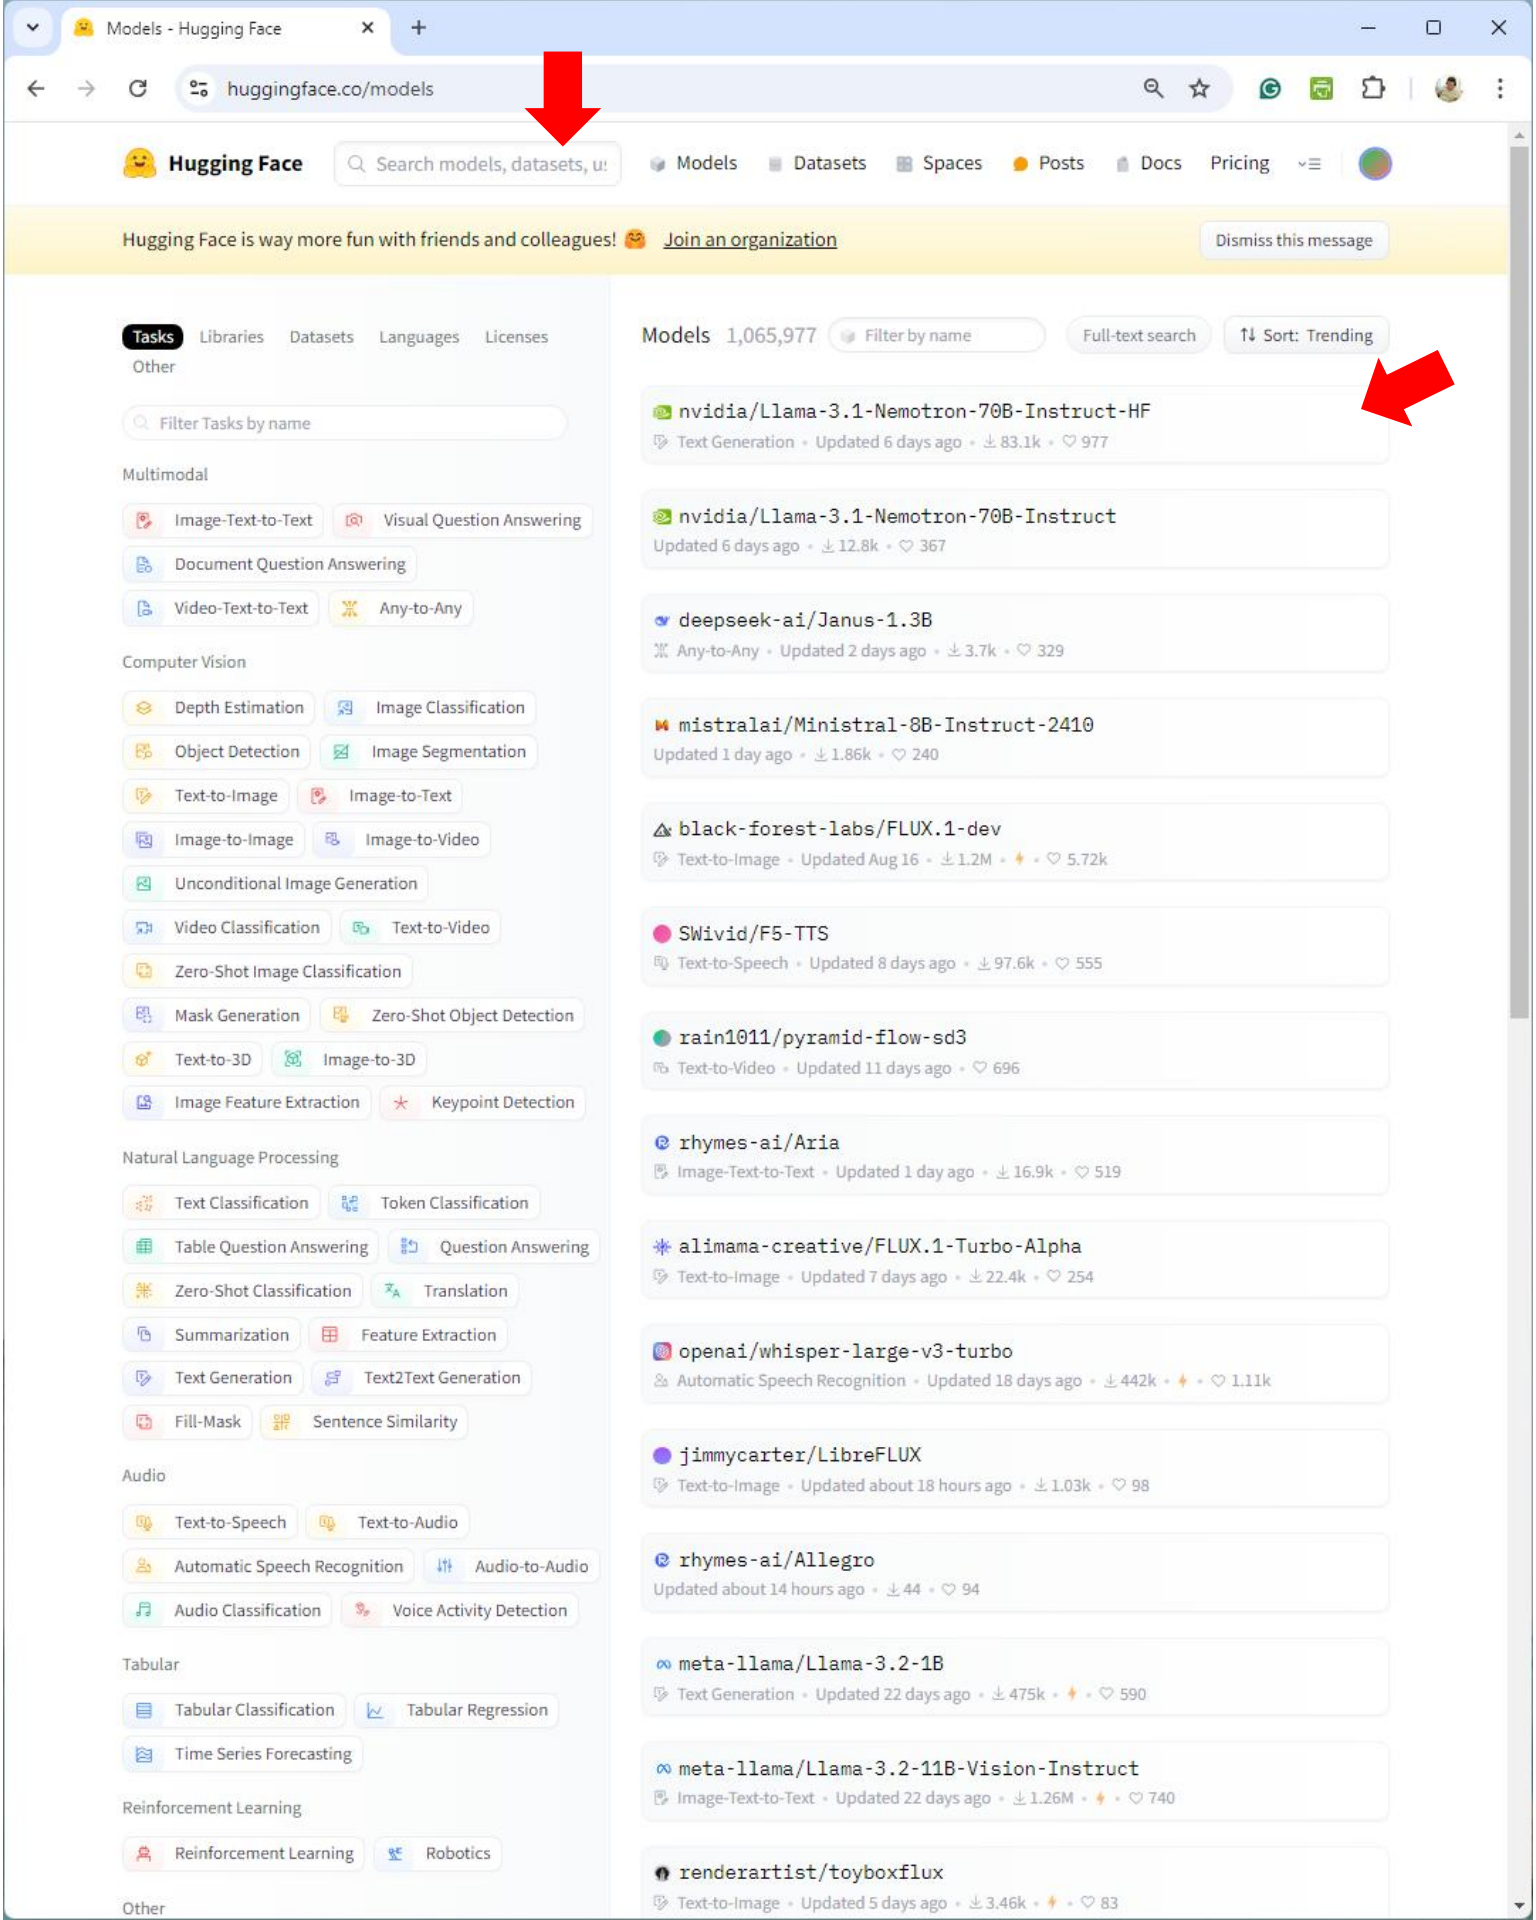 Models - Hugging Face
huggingface.co/models
Hugging Face
Search models, datasets, us
Models
Datasets
Spaces
Posts
Docs
Pricing
Hugging Face is way more fun with friends and colleagues! 🤗 Join an organization
Dismiss this message
Tasks Libraries Datasets Languages Licenses
Other
Filter Tasks by name
Multimodal
Image-Text-to-Text Visual Question Answering
Document Question Answering
Video-Text-to-Text Any-to-Any
Computer Vision
Depth Estimation Image Classification
Object Detection Image Segmentation
Text-to-Image Image-to-Text
Image-to-Image Image-to-Video
Unconditional Image Generation
Video Classification Text-to-Video
Zero-Shot Image Classification
Mask Generation Zero-Shot Object Detection
Text-to-3D Image-to-3D
Image Feature Extraction Keypoint Detection
Natural Language Processing
Text Classification Token Classification
Table Question Answering Question Answering
Zero-Shot Classification Translation
Summarization Feature Extraction
Text Generation Text2Text Generation
Fill-Mask Sentence Similarity
Audio
Text-to-Speech Text-to-Audio
Automatic Speech Recognition Audio-to-Audio
Audio Classification Voice Activity Detection
Tabular
Tabular Classification Tabular Regression
Time Series Forecasting
Reinforcement Learning
Reinforcement Learning Robotics
Other
Models 1,065,977 Filter by name Full-text search Sort: Trending
nvidia/Llama-3.1-Nemotron-70B-Instruct-HF
Text Generation • Updated 6 days ago • 83.1k • 977
nvidia/Llama-3.1-Nemotron-70B-Instruct
Updated 6 days ago • 12.8k • 367
deepseek-ai/Janus-1.3B
Any-to-Any • Updated 2 days ago • 3.7k • 329
mistralai/Ministral-8B-Instruct-2410
Updated 1 day ago • 1.86k • 240
black-forest-labs/FLUX.1-dev
Text-to-Image • Updated Aug 16 • 1.2M • 5.72k
SWivid/F5-TTS
Text-to-Speech • Updated 8 days ago • 97.6k • 555
rain1011/pyramid-flow-sd3
Text-to-Video • Updated 11 days ago • 696
rhymes-ai/Aria
Image-Text-to-Text • Updated 1 day ago • 16.9k • 519
alimama-creative/FLUX.1-Turbo-Alpha
Text-to-Image • Updated 7 days ago • 22.4k • 254
openai/whisper-large-v3-turbo
Automatic Speech Recognition • Updated 18 days ago • 442k • 1.11k
jimmycarter/LibreFLUX
Text-to-Image • Updated about 18 hours ago • 1.03k • 98
rhymes-ai/Allegro
Updated about 14 hours ago • 44 • 94
meta-llama/Llama-3.2-1B
Text Generation • Updated 22 days ago • 475k • 590
meta-llama/Llama-3.2-11B-Vision-Instruct
Image-Text-to-Text • Updated 22 days ago • 1.26M • 740
renderartist/toyboxflux
Text-to-Image • Updated 5 days ago • 3.46k • 83